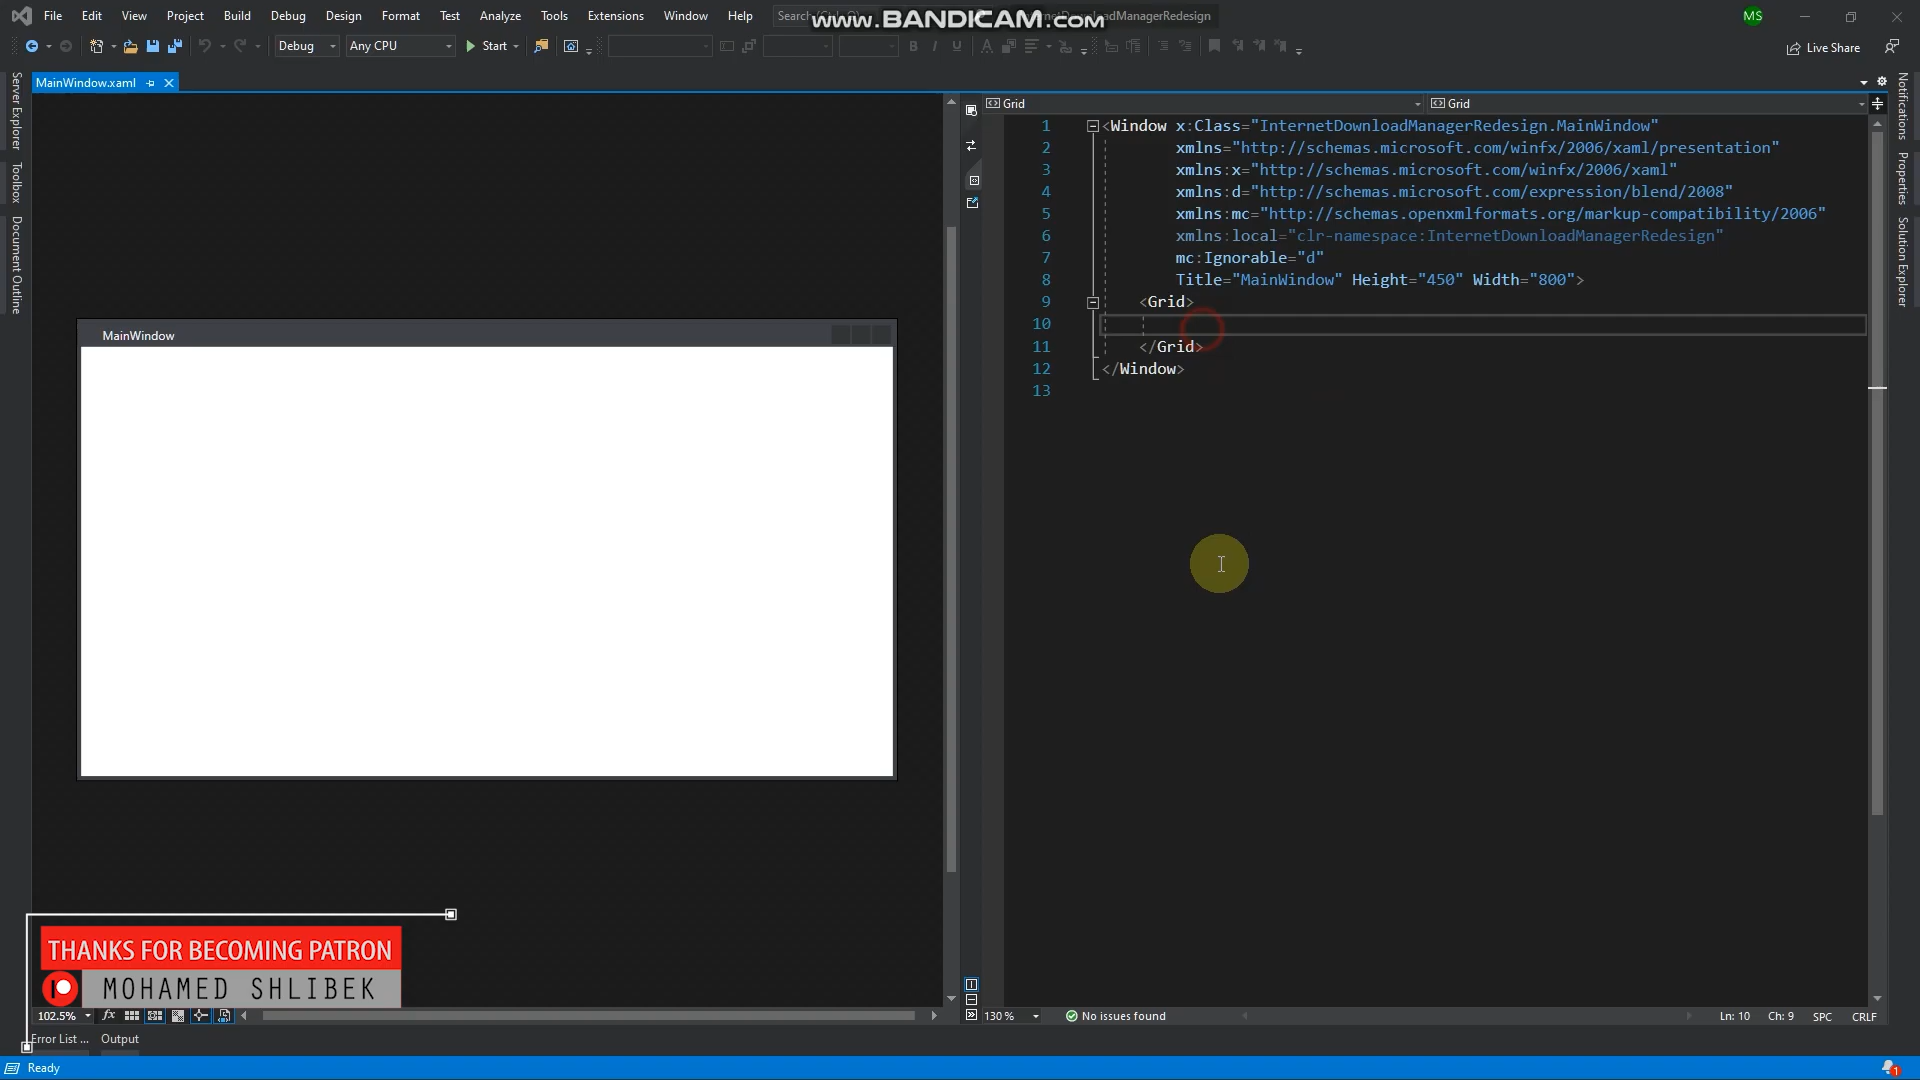 File Edit View Project Build Debug Design Format Test Analyze Tools Extensions Window Help
www.BANDICAM.com
MS
Debug Any CPU Start
B I U A
Live Share
MainWindow.xaml
Server Explorer
Toolbox
Document Outline
Notifications
Properties
Solution Explorer
Grid Grid
1 <Window x:Class="InternetDownloadManagerRedesign.MainWindow"
2 xmlns="http://schemas.microsoft.com/winfx/2006/xaml/presentation"
3 xmlns:x="http://schemas.microsoft.com/winfx/2006/xaml"
4 xmlns:d="http://schemas.microsoft.com/expression/blend/2008"
5 xmlns:mc="http://schemas.openxmlformats.org/markup-compatibility/2006"
6 xmlns:local="clr-namespace:InternetDownloadManagerRedesign"
7 mc:Ignorable="d"
8 Title="MainWindow" Height="450" Width="800">
9 <Grid>
10
11 </Grid>
12 </Window>
13
MainWindow
THANKS FOR BECOMING PATRON
MOHAMED SHLIBEK
102.5% fx
130 % No issues found Ln: 10 Ch: 9 SPC CRLF
Error List ... Output
Ready
1